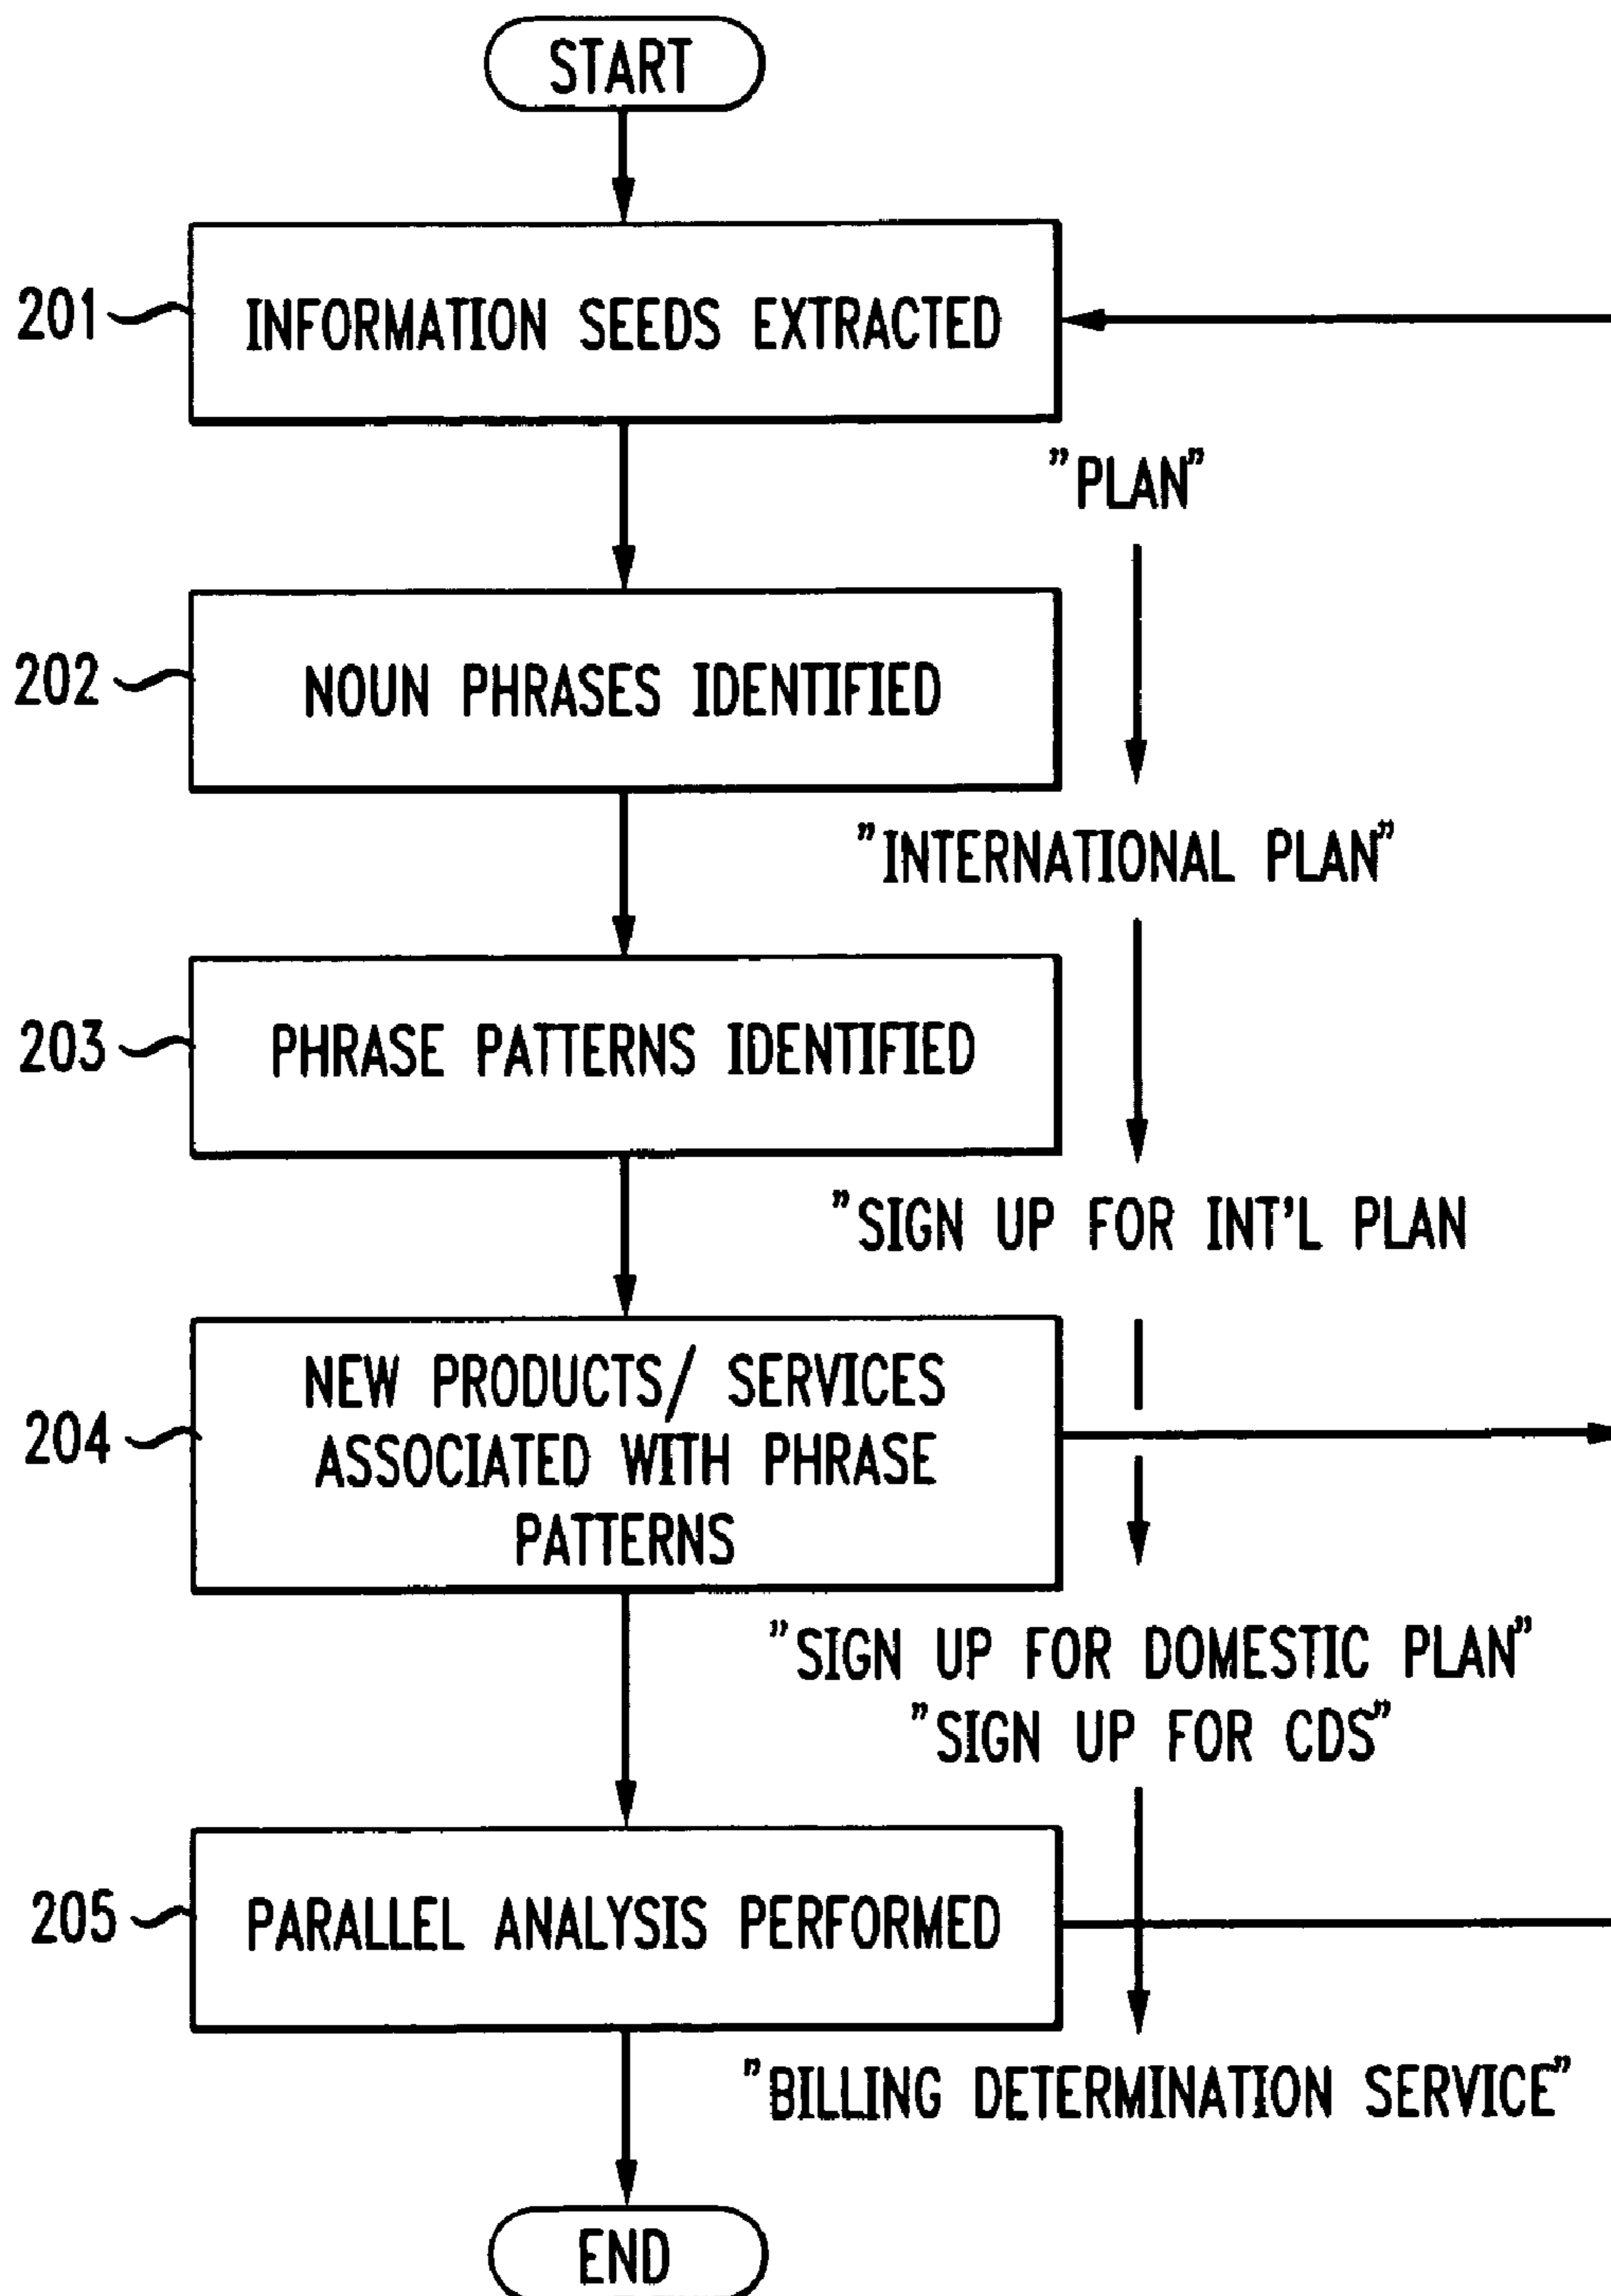 START
201
INFORMATION SEEDS EXTRACTED
"PLAN"
202
NOUN PHRASES IDENTIFIED
"INTERNATIONAL PLAN"
203
PHRASE PATTERNS IDENTIFIED
"SIGN UP FOR INT'L PLAN
204
NEW PRODUCTS/ SERVICES
ASSOCIATED WITH PHRASE
PATTERNS
"SIGN UP FOR DOMESTIC PLAN"
"SIGN UP FOR CDS"
205
PARALLEL ANALYSIS PERFORMED
"BILLING DETERMINATION SERVICE"
END